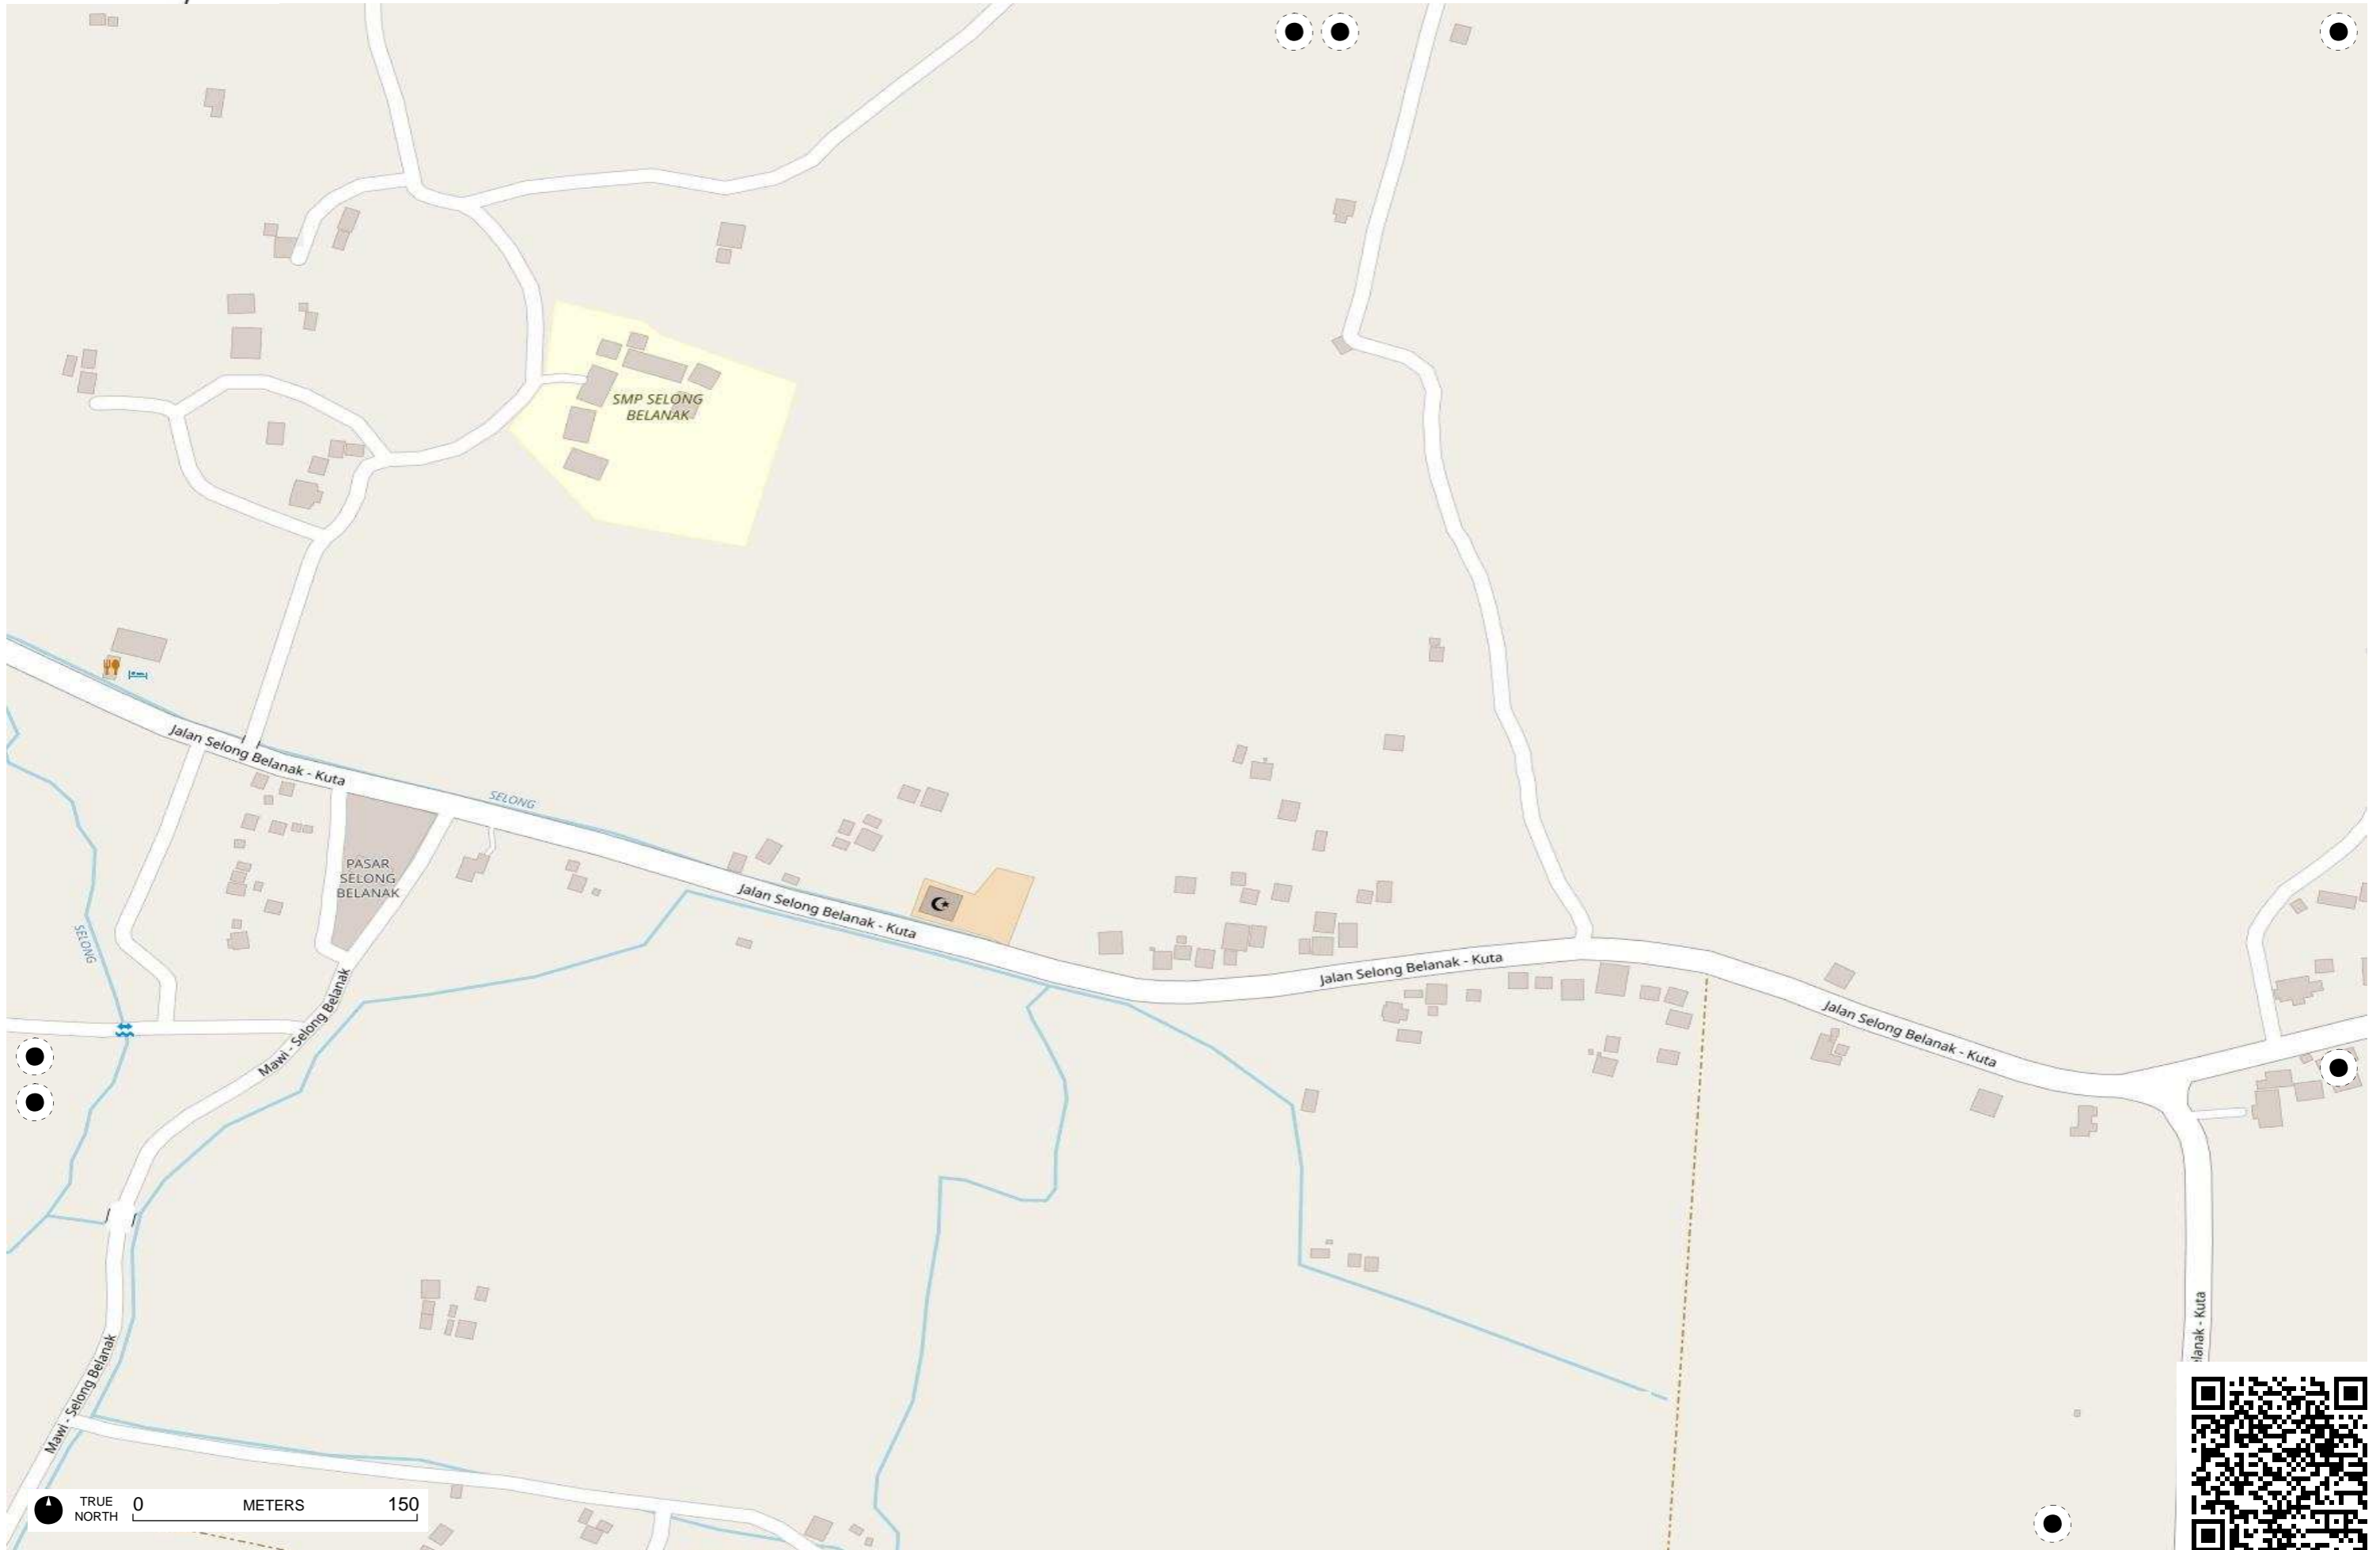 SMP SELONG
BELANAK
Jalan Selong Belanak - Kuta
SELONG
PASAR
SELONG
BELANAK
Jalan Selong Belanak - Kuta
SELONG
Jalan Selong Belanak - Kuta
Jalan Selong Belanak - Kuta
Mawi - Selong Belanak
Mawi - Selong Belanak
elanak - Kuta
TRUE
NORTH
0 METERS 150